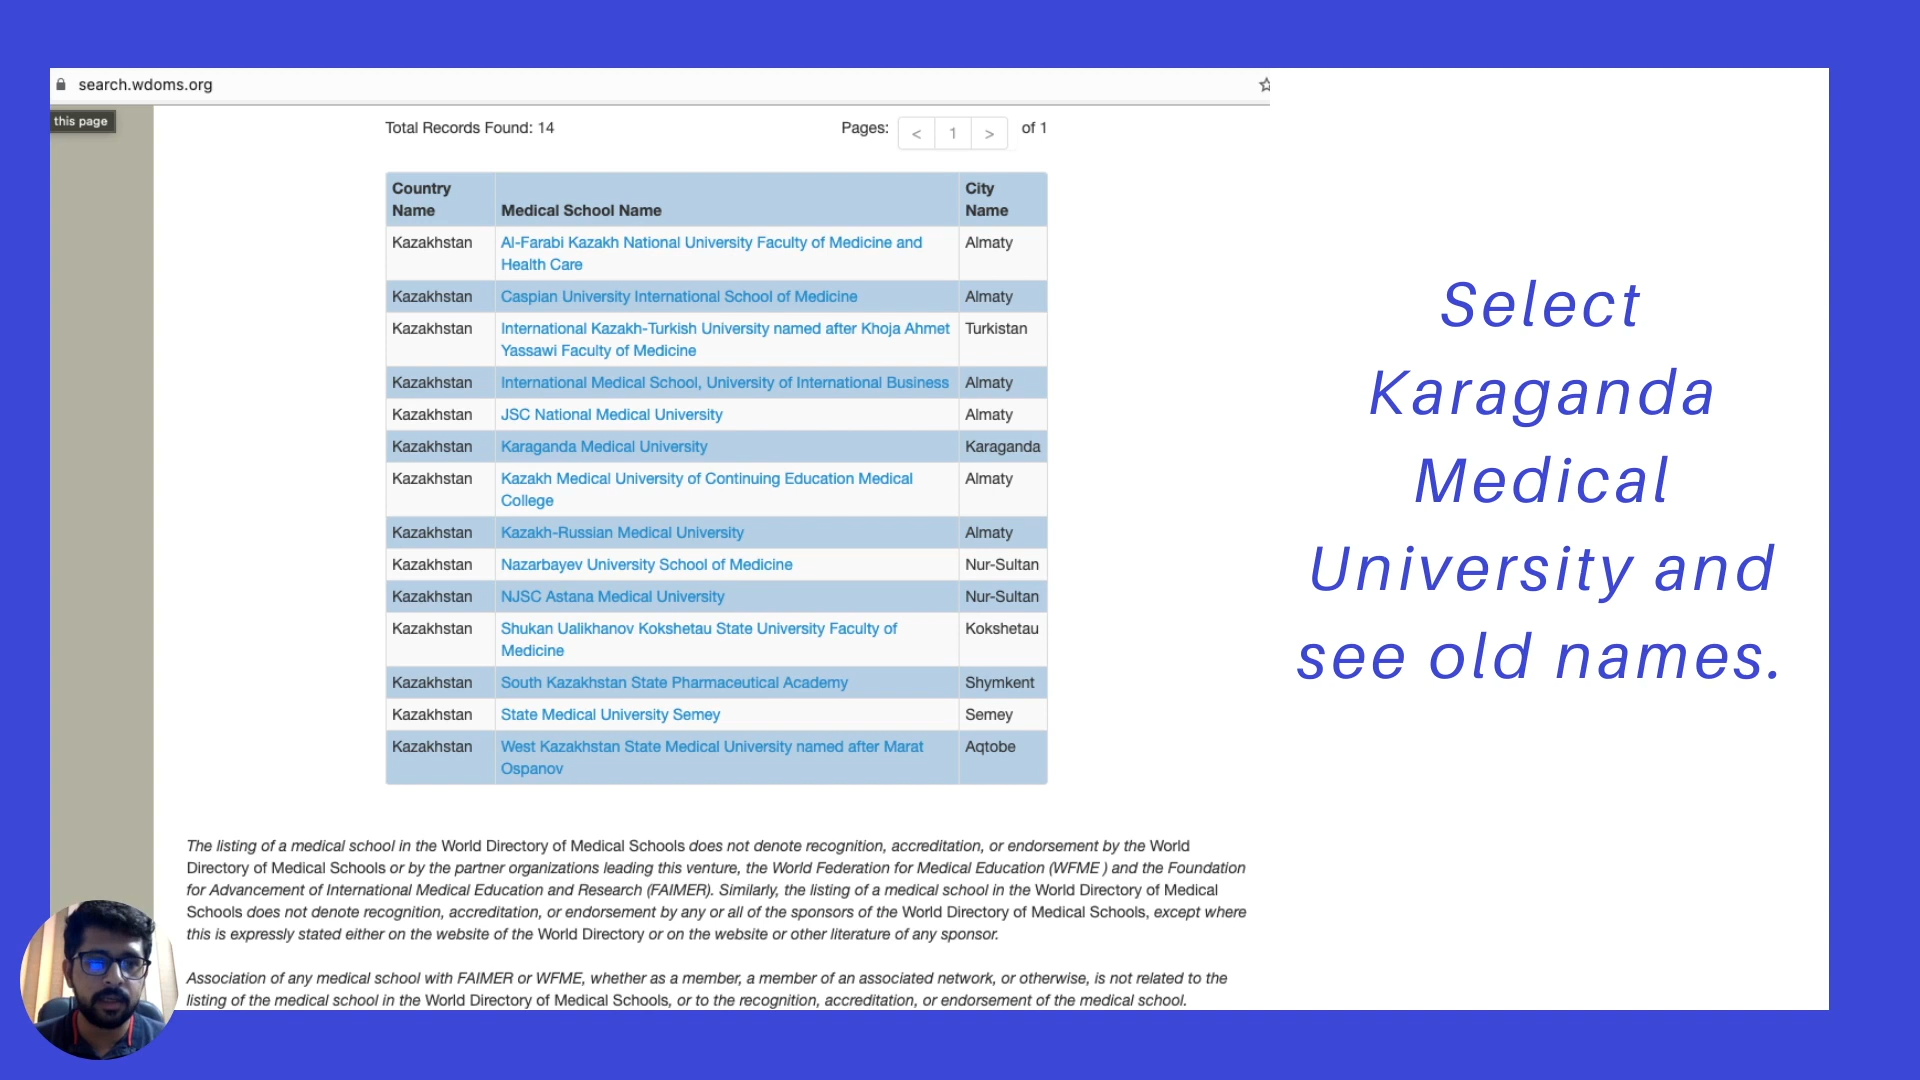 search.wdoms.org
this page
Total Records Found: 14
Pages: < 1 > of 1
Country Name
Medical School Name
City Name
Kazakhstan Al-Farabi Kazakh National University Faculty of Medicine and Health Care Almaty
Kazakhstan Caspian University International School of Medicine Almaty
Kazakhstan International Kazakh-Turkish University named after Khoja Ahmet Yassawi Faculty of Medicine Turkistan
Kazakhstan International Medical School, University of International Business Almaty
Kazakhstan JSC National Medical University Almaty
Kazakhstan Karaganda Medical University Karaganda
Kazakhstan Kazakh Medical University of Continuing Education Medical College Almaty
Kazakhstan Kazakh-Russian Medical University Almaty
Kazakhstan Nazarbayev University School of Medicine Nur-Sultan
Kazakhstan NJSC Astana Medical University Nur-Sultan
Kazakhstan Shukan Ualikhanov Kokshetau State University Faculty of Medicine Kokshetau
Kazakhstan South Kazakhstan State Pharmaceutical Academy Shymkent
Kazakhstan State Medical University Semey Semey
Kazakhstan West Kazakhstan State Medical University named after Marat Ospanov Aqtobe
The listing of a medical school in the World Directory of Medical Schools does not denote recognition, accreditation, or endorsement by the World
Directory of Medical Schools or by the partner organizations leading this venture, the World Federation for Medical Education (WFME ) and the Foundation
for Advancement of International Medical Education and Research (FAIMER). Similarly, the listing of a medical school in the World Directory of Medical
Schools does not denote recognition, accreditation, or endorsement by any or all of the sponsors of the World Directory of Medical Schools, except where
this is expressly stated either on the website of the World Directory or on the website or other literature of any sponsor.
Association of any medical school with FAIMER or WFME, whether as a member, a member of an associated network, or otherwise, is not related to the
listing of the medical school in the World Directory of Medical Schools, or to the recognition, accreditation, or endorsement of the medical school.
Select
Karaganda
Medical
University and
see old names.